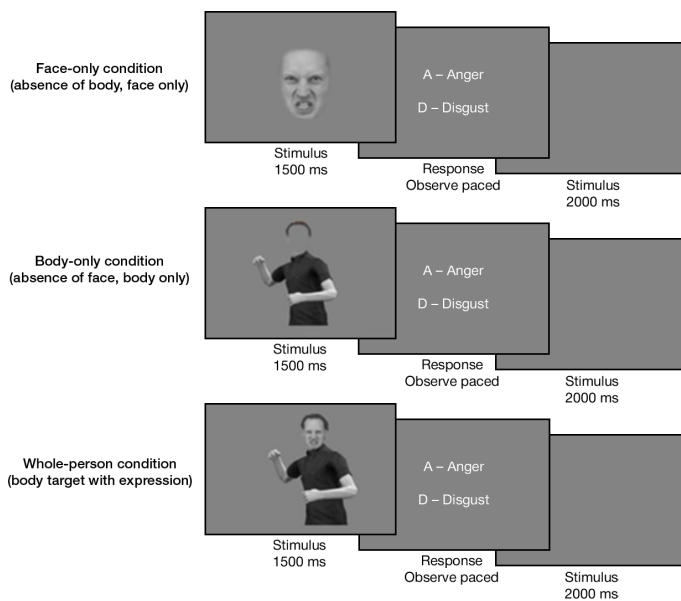 Face-only condition
(absence of body, face only)
A – Anger
D – Disgust
Stimulus
1500 ms
Response
Observe paced
Stimulus
2000 ms
Body-only condition
(absence of face, body only)
A – Anger
D – Disgust
Stimulus
1500 ms
Response
Observe paced
Stimulus
2000 ms
Whole-person condition
(body target with expression)
A – Anger
D – Disgust
Stimulus
1500 ms
Response
Observe paced
Stimulus
2000 ms